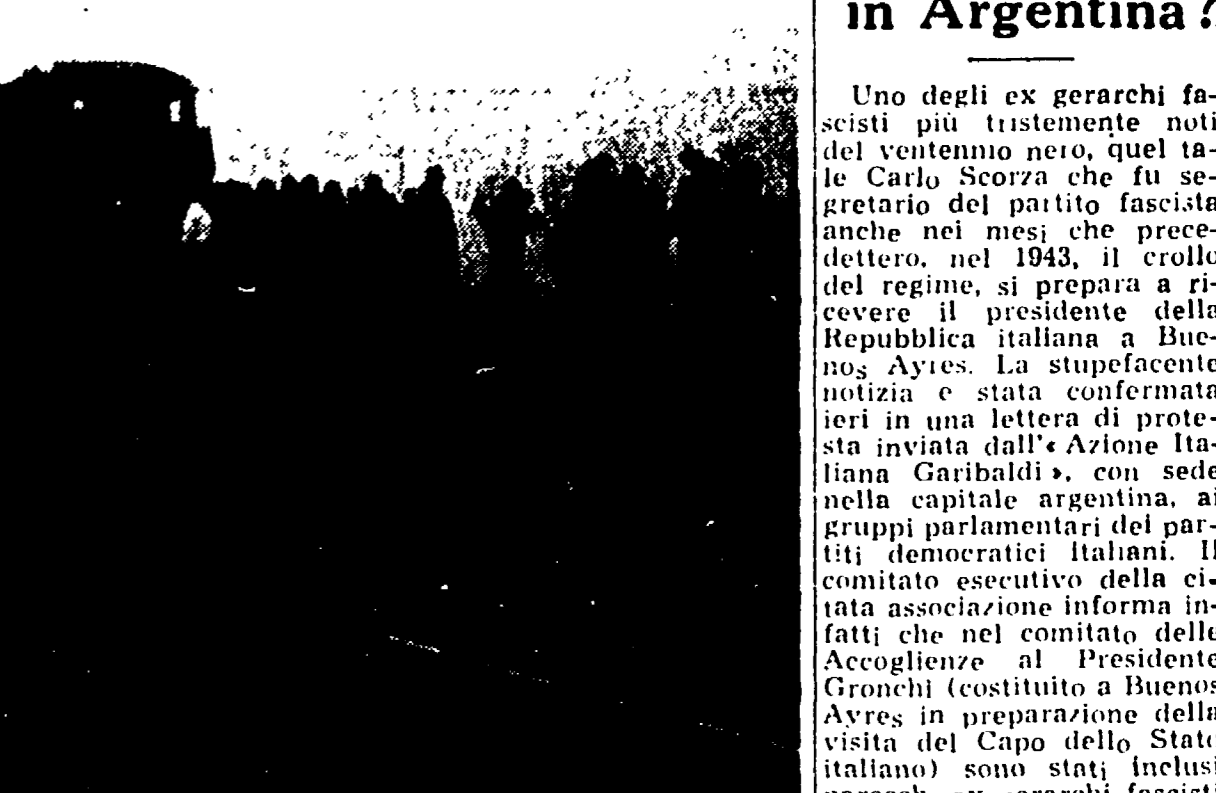 in Argentina?
Uno degli ex gerarchi fa-
scisti più tristemente noti
del ventennio nero, quel ta-
le Carlo Scorza che fu se-
gretario del partito fascista
anche nei mesi che prece-
dettero, nel 1943, il crollo
del regime, si prepara a ri-
cevere il presidente della
Repubblica italiana a Bue-
nos Ayres. La stupefacente
notizia e stata confermata
ieri in una lettera di prote-
sta inviata dall'« Azione Ita-
liana Garibaldi », con sede
nella capitale argentina, ai
gruppi parlamentari dei par-
titi democratici italiani. Il
comitato esecutivo della ci-
tata associazione informa in-
fatti che nel comitato delle
Accoglienze al Presidente
Gronchi (costituito a Buenos
Ayres in preparazione della
visita del Capo dello Stato
italiano) sono stati inclusi
ex gerarchi fascisti